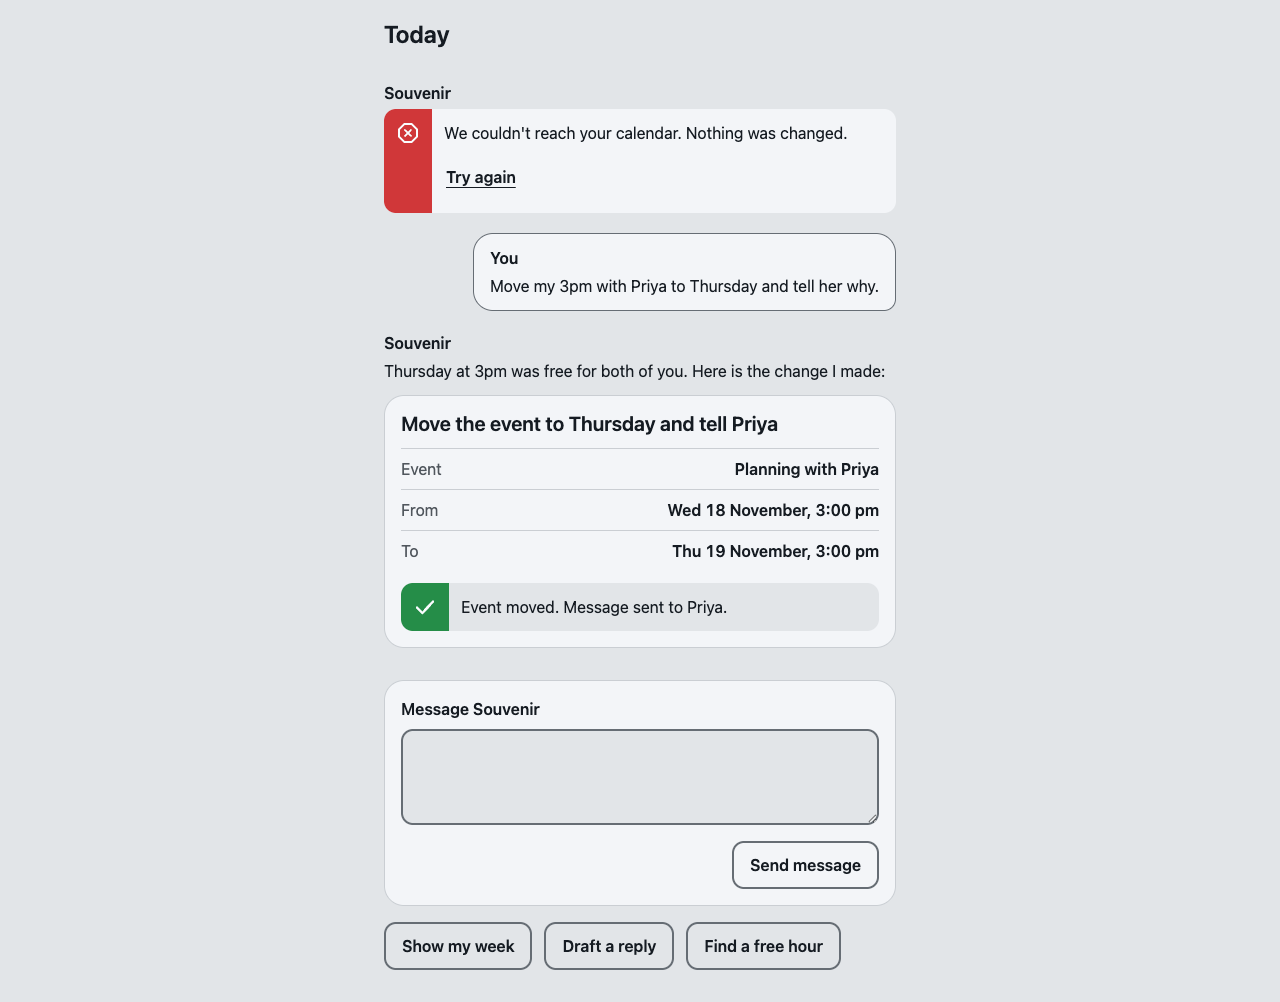 Today
Souvenir
We couldn't reach your calendar. Nothing was changed.
Try again
You
Move my 3pm with Priya to Thursday and tell her why.
Souvenir
Thursday at 3pm was free for both of you. Here is the change I made:
Move the event to Thursday and tell Priya
Event Planning with Priya
From Wed 18 November, 3:00 pm
To Thu 19 November, 3:00 pm
Event moved. Message sent to Priya.
Message Souvenir
Send message
Show my week Draft a reply Find a free hour